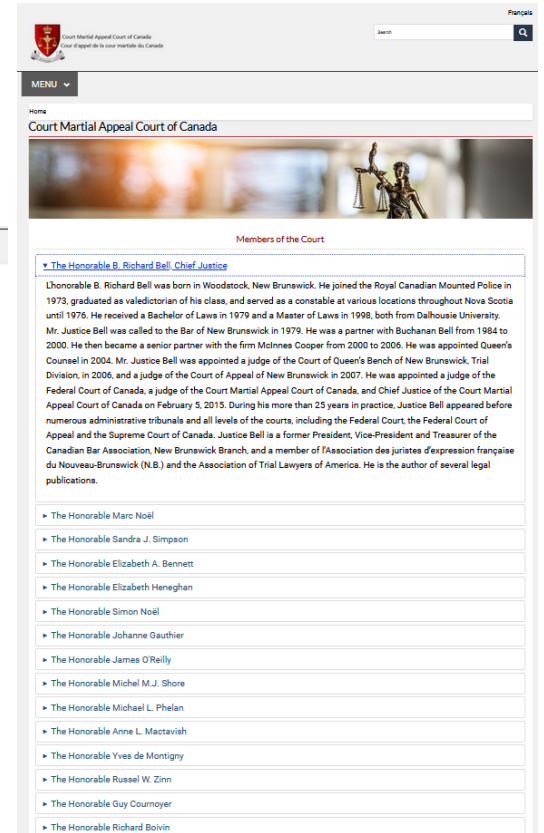 Français
Court Martial Appeal Court of Canada
Cour d'appel de la cour martiale du Canada
Search
MENU
Home
Court Martial Appeal Court of Canada
Members of the Court
▼ The Honorable B. Richard Bell, Chief Justice
L'honorable B. Richard Bell was born in Woodstock, New Brunswick. He joined the Royal Canadian Mounted Police in
1973, graduated as valedictorian of his class, and served as a constable at various locations throughout Nova Scotia
until 1976. He received a Bachelor of Laws in 1979 and a Master of Laws in 1998, both from Dalhousie University.
Mr. Justice Bell was called to the Bar of New Brunswick in 1979. He was a partner with Buchanan Bell from 1984 to
2000. He then became a senior partner with the firm McInnes Cooper from 2000 to 2006. He was appointed Queen's
Counsel in 2004. Mr. Justice Bell was appointed a judge of the Court of Queen's Bench of New Brunswick, Trial
Division, in 2006, and a judge of the Court of Appeal of New Brunswick in 2007. He was appointed a judge of the
Federal Court of Canada, a judge of the Court Martial Appeal Court of Canada, and Chief Justice of the Court Martial
Appeal Court of Canada on February 5, 2015. During his more than 25 years in practice, Justice Bell appeared before
numerous administrative tribunals and all levels of the courts, including the Federal Court, the Federal Court of
Appeal and the Supreme Court of Canada. Justice Bell is a former President, Vice-President and Treasurer of the
Canadian Bar Association, New Brunswick Branch, and a member of l'Association des juristes d'expression française
du Nouveau-Brunswick (N.B.) and the Association of Trial Lawyers of America. He is the author of several legal
publications.
► The Honorable Marc Noël
► The Honorable Sandra J. Simpson
► The Honorable Elizabeth A. Bennett
► The Honorable Elizabeth Heneghan
► The Honorable Simon Noël
► The Honorable Johanne Gauthier
► The Honorable James O'Reilly
► The Honorable Michel M.J. Shore
► The Honorable Michael L. Phelan
► The Honorable Anne L. Mactavish
► The Honorable Yves de Montigny
► The Honorable Russel W. Zinn
► The Honorable Guy Cournoyer
► The Honorable Richard Boivin